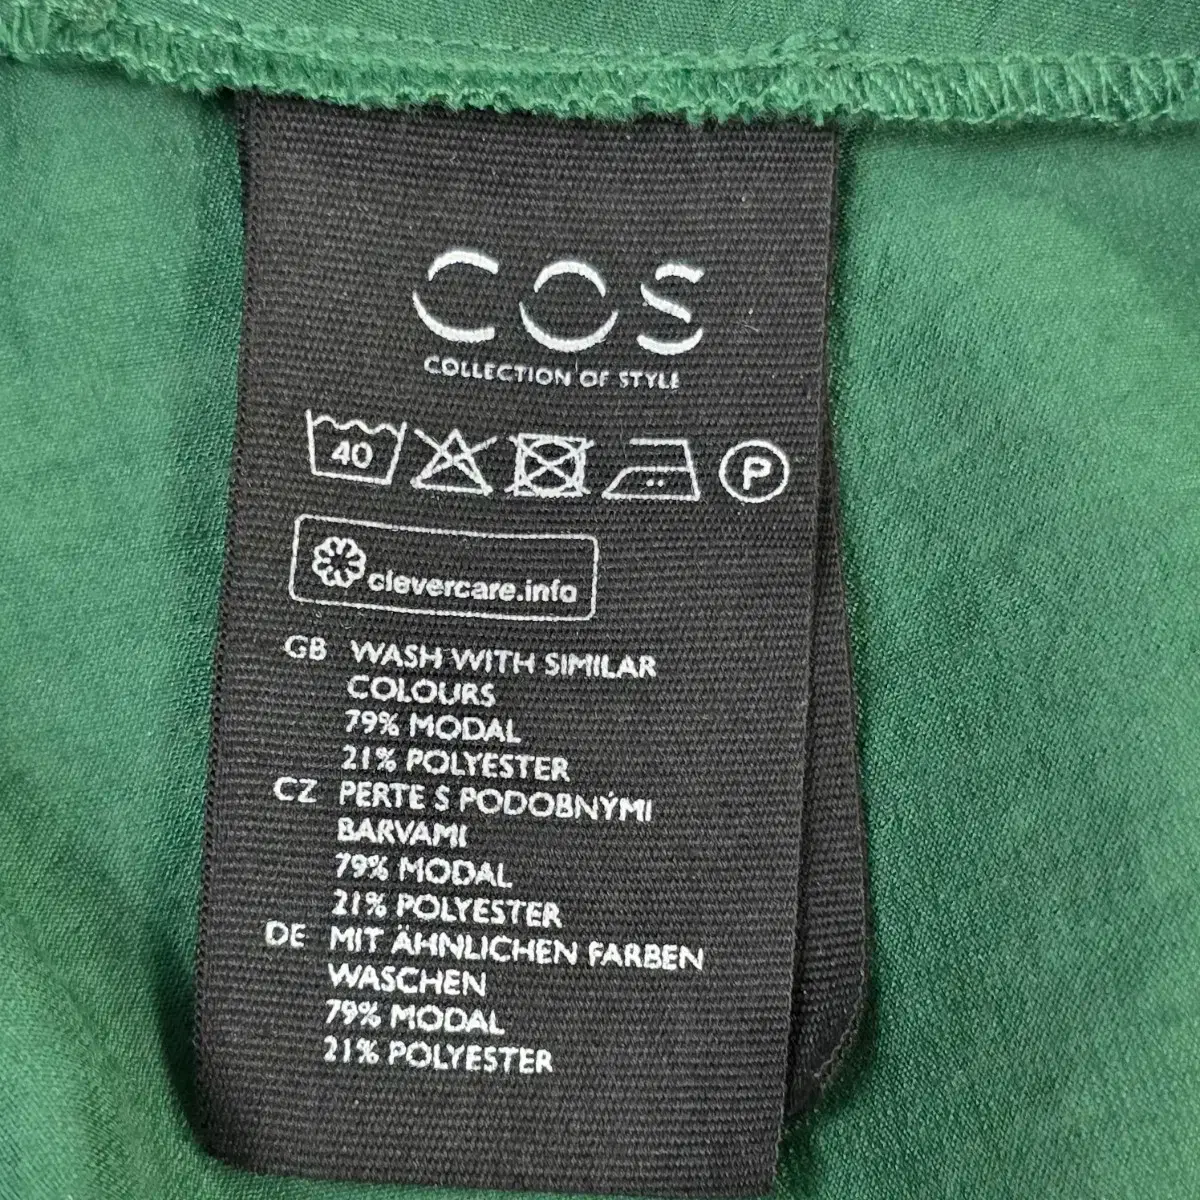 COS
COLLECTION OF STYLE
40 P
clevercare.info
GB WASH WITH SIMILAR
COLOURS
79% MODAL
21% POLYESTER
CZ PERTE S PODOBNÝMI
BARVAMI
79% MODAL
21% POLYESTER
DE MIT ÄHNLICHEN FARBEN
WASCHEN
79% MODAL
21% POLYESTER